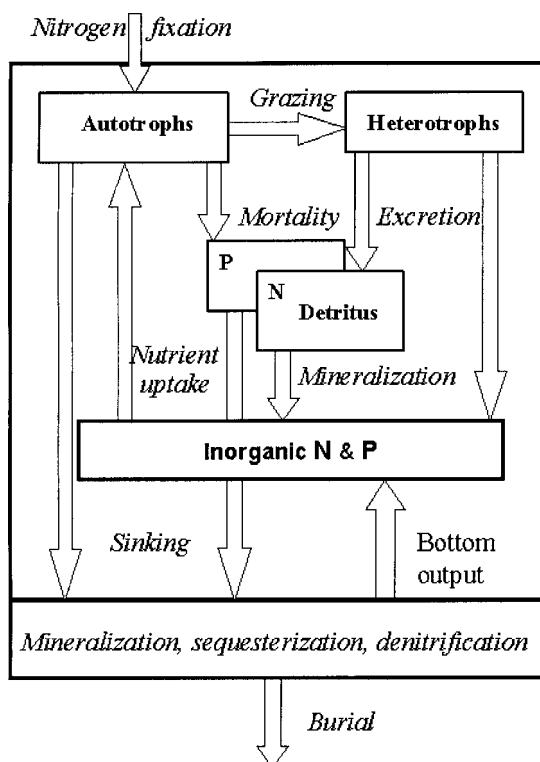 Nitrogen fixation
Grazing
Autotrophs
Heterotrophs
Mortality
Excretion
P
N
Detritus
Nutrient
uptake
Mineralization
Inorganic N & P
Sinking
Bottom
output
Mineralization, sequesterization, denitrification
Burial